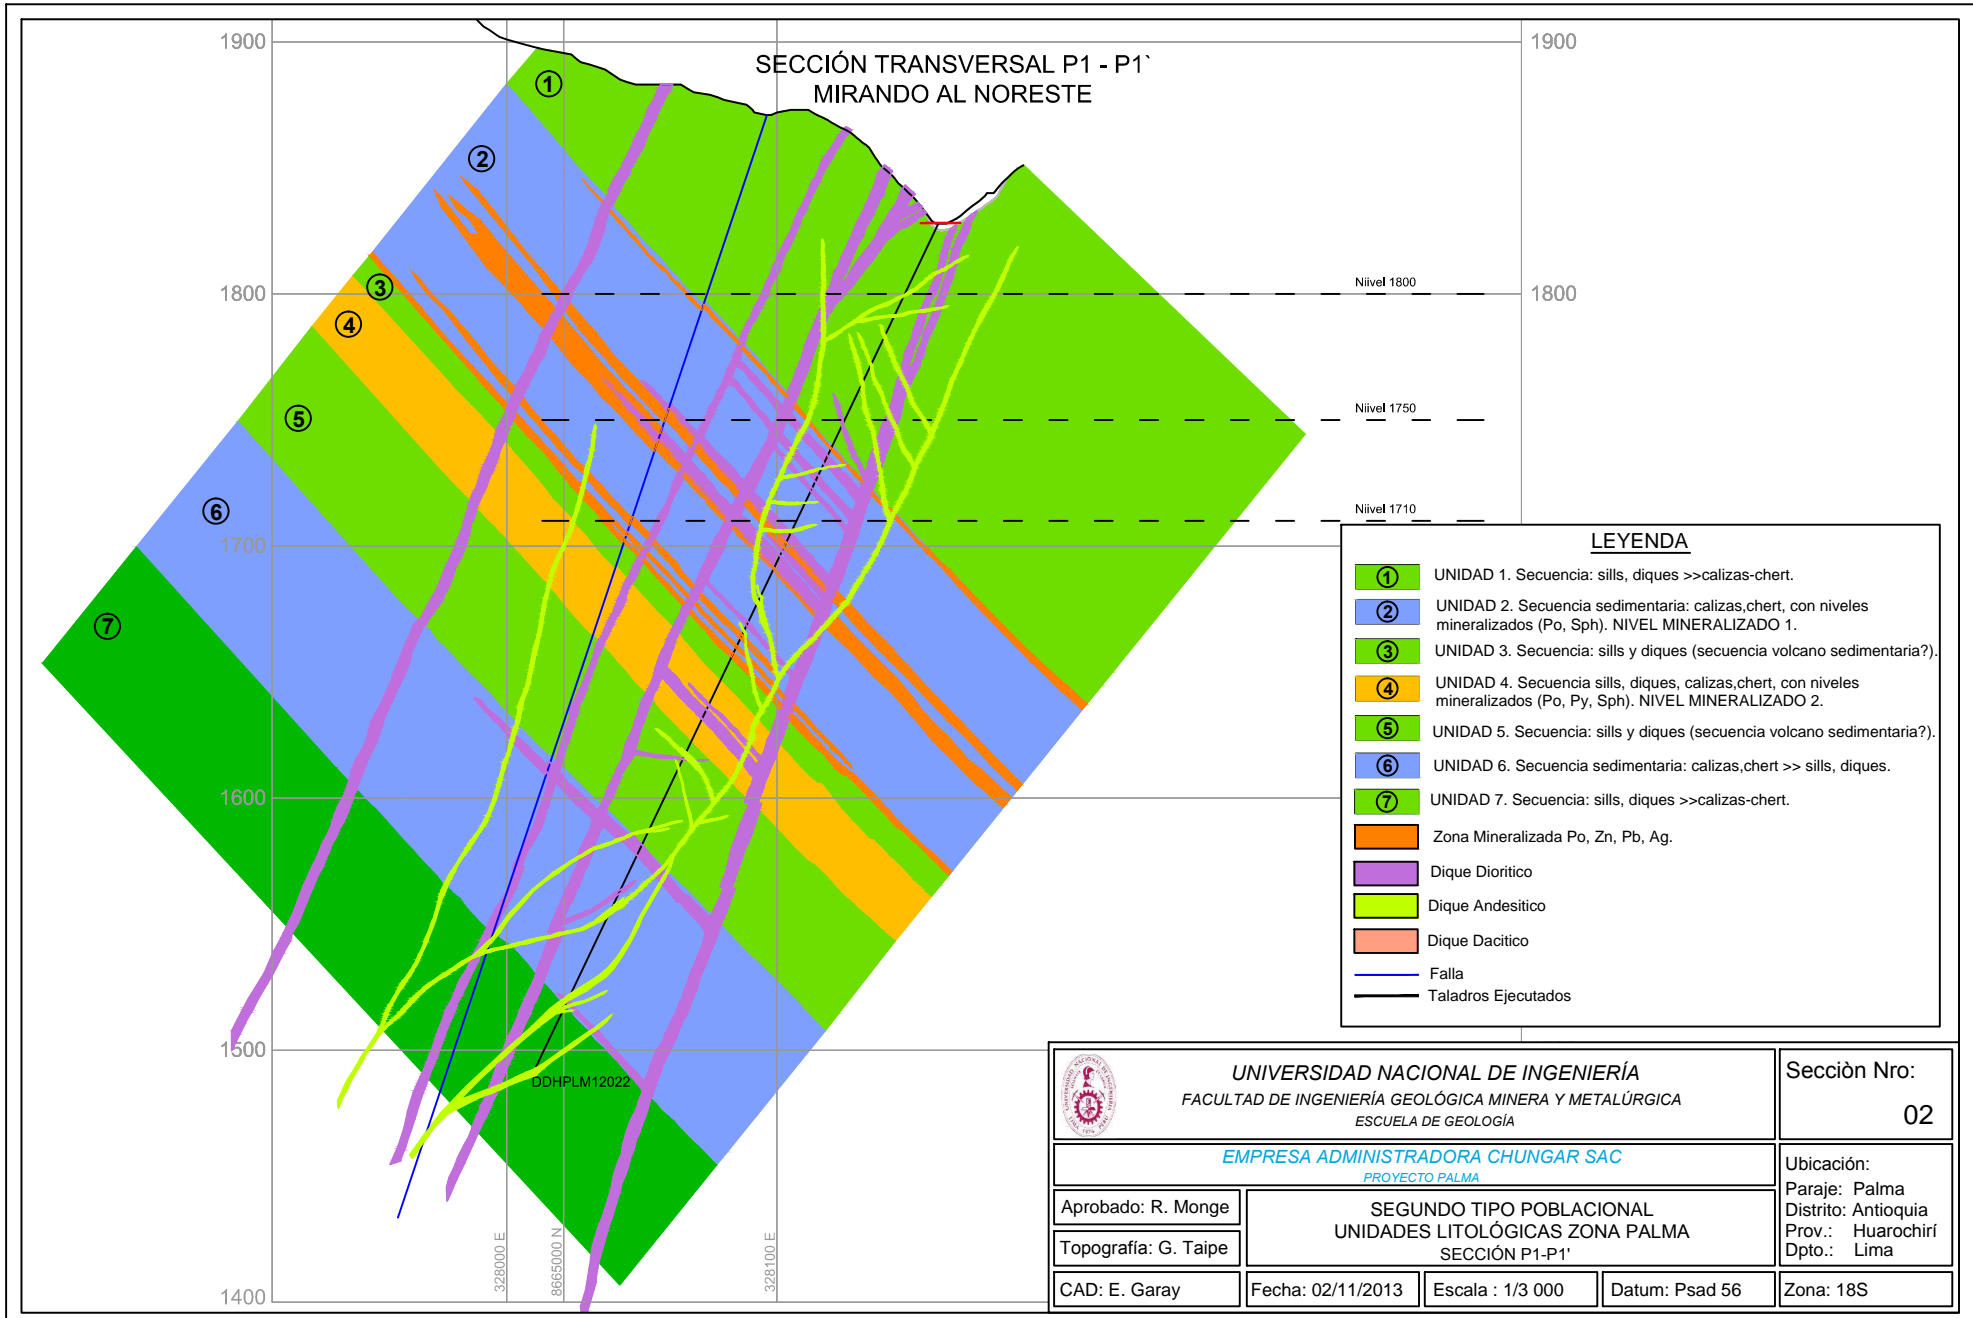 1900
1900
SECCIÓN TRANSVERSAL P1 - P1`
MIRANDO AL NORESTE
1
2
3
4
5
6
7
1800
Niivel 1800
1800
Niivel 1750
Niivel 1710
1700
1600
1500
1400
DDHPLM12022
328000 E
8665000 N
328100 E
LEYENDA
1 UNIDAD 1. Secuencia: sills, diques >>calizas-chert.
2 UNIDAD 2. Secuencia sedimentaria: calizas,chert, con niveles
mineralizados (Po, Sph). NIVEL MINERALIZADO 1.
3 UNIDAD 3. Secuencia: sills y diques (secuencia volcano sedimentaria?).
4 UNIDAD 4. Secuencia sills, diques, calizas,chert, con niveles
mineralizados (Po, Py, Sph). NIVEL MINERALIZADO 2.
5 UNIDAD 5. Secuencia: sills y diques (secuencia volcano sedimentaria?).
6 UNIDAD 6. Secuencia sedimentaria: calizas,chert >> sills, diques.
7 UNIDAD 7. Secuencia: sills, diques >>calizas-chert.
Zona Mineralizada Po, Zn, Pb, Ag.
Dique Dioritico
Dique Andesitico
Dique Dacitico
Falla
Taladros Ejecutados
UNIVERSIDAD NACIONAL DE INGENIERÍA
FACULTAD DE INGENIERÍA GEOLÓGICA MINERA Y METALÚRGICA
ESCUELA DE GEOLOGÍA
Secciòn Nro:
02
EMPRESA ADMINISTRADORA CHUNGAR SAC
PROYECTO PALMA
Ubicación:
Paraje: Palma
Distrito: Antioquia
Prov.: Huarochirí
Dpto.: Lima
Aprobado: R. Monge
Topografía: G. Taipe
SEGUNDO TIPO POBLACIONAL
UNIDADES LITOLÓGICAS ZONA PALMA
SECCIÓN P1-P1'
CAD: E. Garay
Fecha: 02/11/2013
Escala : 1/3 000
Datum: Psad 56
Zona: 18S